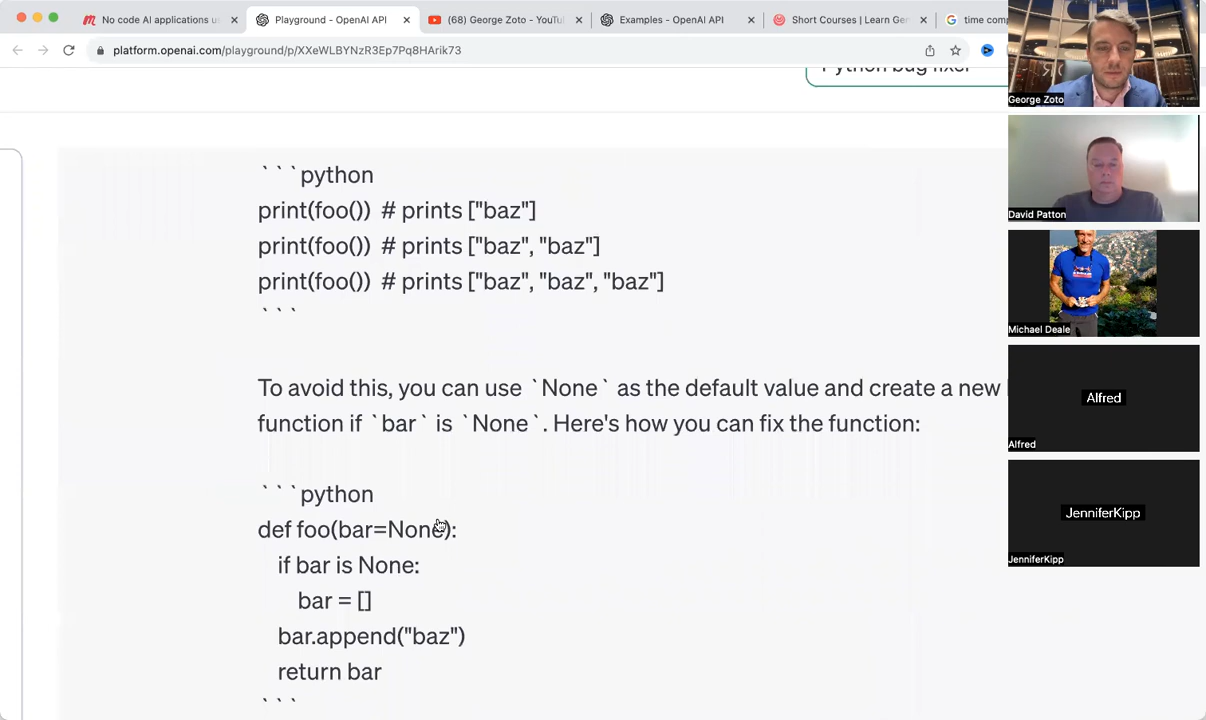 No code AI applications u
Playground - OpenAI API
(68) George Zoto - YouTu
Examples - OpenAI API
Short Courses | Learn Ge
time comp
platform.openai.com/playground/p/XXeWLBYNzR3Ep7Pq8HArik73
Python bug fixer
```python
print(foo())  # prints ["baz"]
print(foo())  # prints ["baz", "baz"]
print(foo())  # prints ["baz", "baz", "baz"]
```
To avoid this, you can use `None` as the default value and create a new
function if `bar` is `None`. Here's how you can fix the function:
```python
def foo(bar=None):
if bar is None:
bar = []
bar.append("baz")
return bar
```
George Zoto
David Patton
Michael Deale
Alfred
Alfred
JenniferKipp
JenniferKipp